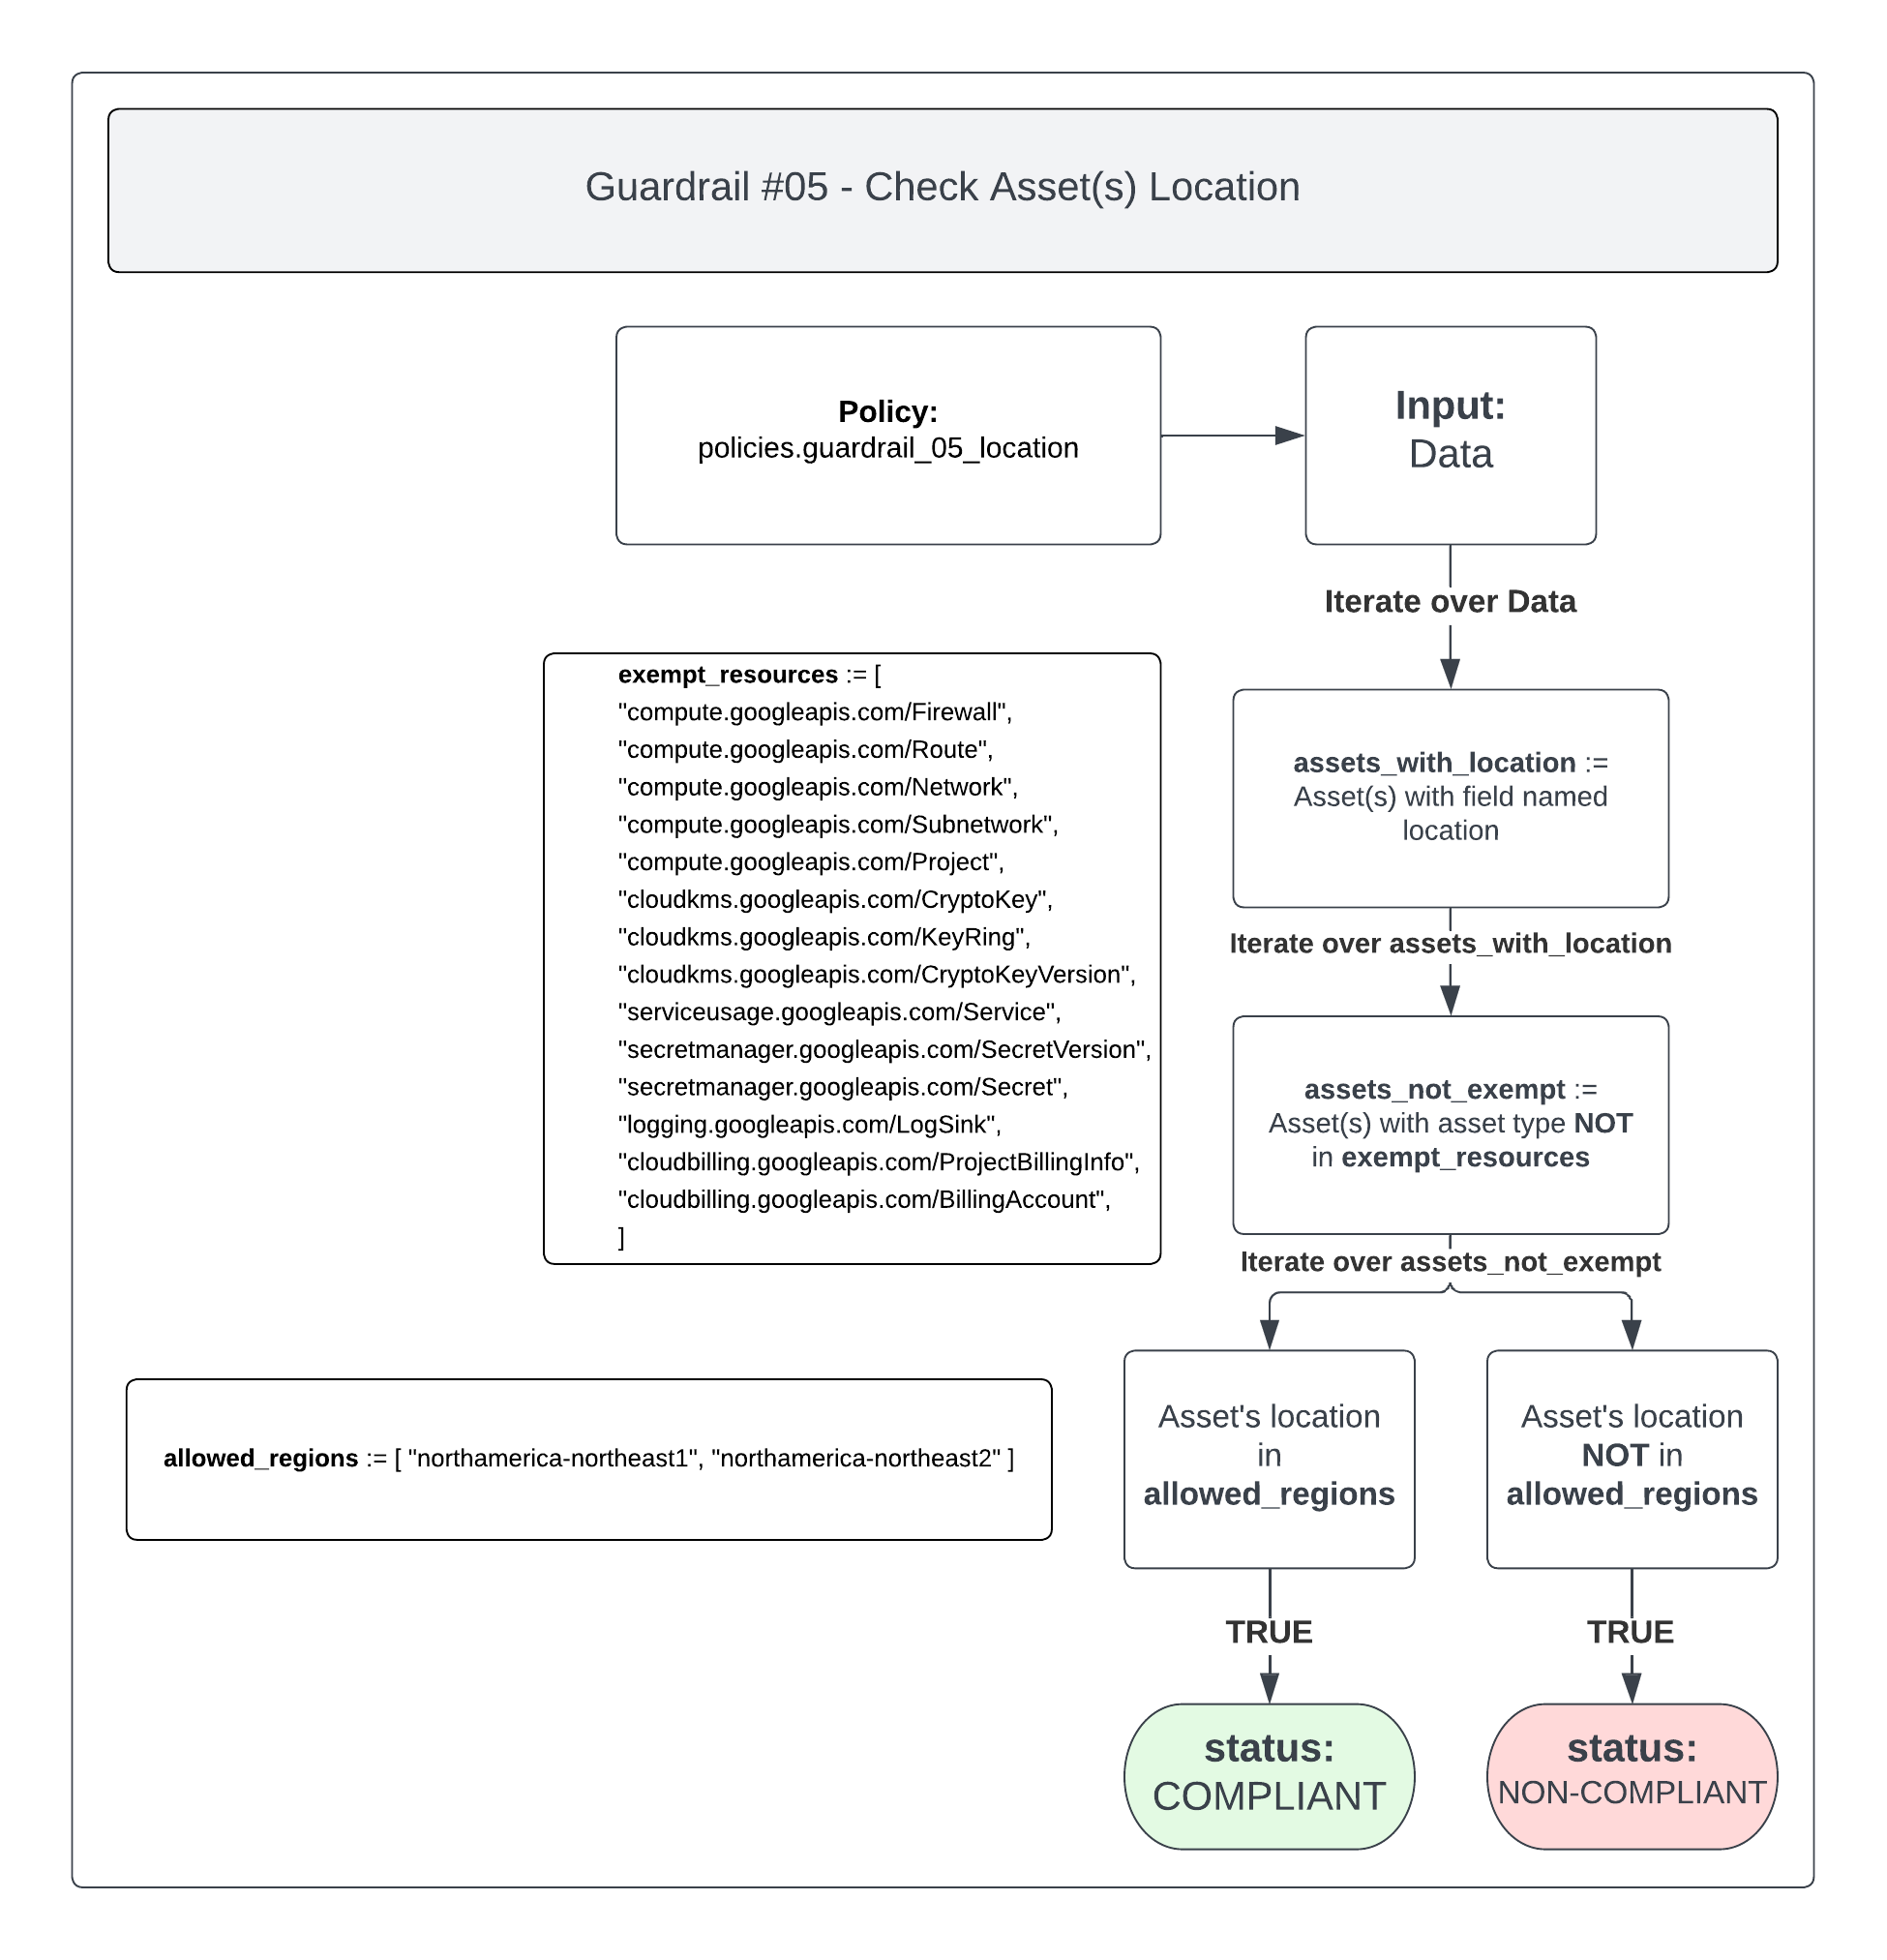 Guardrail #05 - Check Asset(s) Location
Policy:
policies.guardrail_05_location
Input:
Data
Iterate over Data
exempt_resources := [
"compute.googleapis.com/Firewall",
"compute.googleapis.com/Route",
"compute.googleapis.com/Network",
"compute.googleapis.com/Subnetwork",
"compute.googleapis.com/Project",
"cloudkms.googleapis.com/CryptoKey",
"cloudkms.googleapis.com/KeyRing",
"cloudkms.googleapis.com/CryptoKeyVersion",
"serviceusage.googleapis.com/Service",
"secretmanager.googleapis.com/SecretVersion",
"secretmanager.googleapis.com/Secret",
"logging.googleapis.com/LogSink",
"cloudbilling.googleapis.com/ProjectBillingInfo",
"cloudbilling.googleapis.com/BillingAccount",
]
assets_with_location :=
Asset(s) with field named
location
Iterate over assets_with_location
assets_not_exempt :=
Asset(s) with asset type NOT
in exempt_resources
Iterate over assets_not_exempt
allowed_regions := [ "northamerica-northeast1", "northamerica-northeast2" ]
Asset's location
in
allowed_regions
Asset's location
NOT in
allowed_regions
TRUE
TRUE
status:
COMPLIANT
status:
NON-COMPLIANT